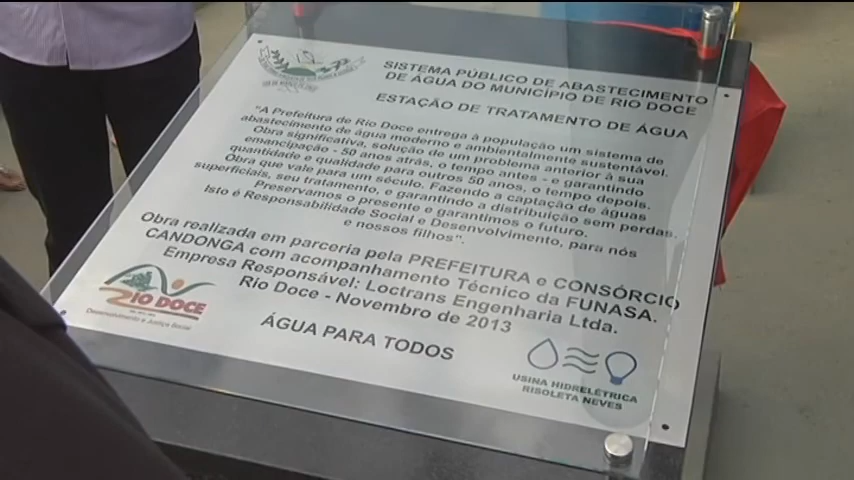 SISTEMA PÚBLICO DE ABASTECIMENTO
DE ÁGUA DO MUNICÍPIO DE RIO DOCE
ESTAÇÃO DE TRATAMENTO DE ÁGUA
"A Prefeitura de Rio Doce entrega à população um sistema de
abastecimento de água moderno e ambientalmente sustentável.
Obra significativa, solução de um problema anterior à sua
emancipação - 50 anos atrás, o tempo antes - e garantindo
quantidade e qualidade para outros 50 anos, o tempo depois.
Obra que vale para um século. Fazendo a captação de águas
superficiais, seu tratamento, e garantindo a distribuição sem perdas.
Preservamos o presente e garantimos o futuro.
Isto é Responsabilidade Social e Desenvolvimento, para nós
e nossos filhos".
Obra realizada em parceria pela PREFEITURA e CONSÓRCIO
CANDONGA com acompanhamento Técnico da FUNASA.
Empresa Responsável: Loctrans Engenharia Ltda.
Rio Doce - Novembro de 2013
ÁGUA PARA TODOS
RIO DOCE
Desenvolvimento e Justiça Social
USINA HIDRELÉTRICA
RISOLETA NEVES